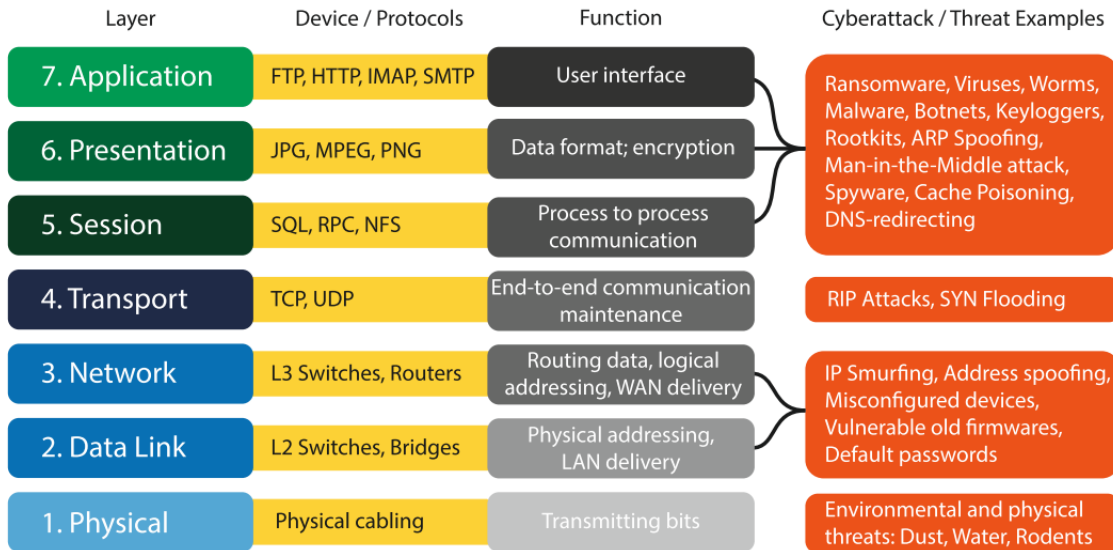 Layer
Device / Protocols
Function
Cyberattack / Threat Examples
7. Application
FTP, HTTP, IMAP, SMTP
User interface
Ransomware, Viruses, Worms,
Malware, Botnets, Keyloggers,
Rootkits, ARP Spoofing,
Man-in-the-Middle attack,
Spyware, Cache Poisoning,
DNS-redirecting
6. Presentation
JPG, MPEG, PNG
Data format; encryption
5. Session
SQL, RPC, NFS
Process to process
communication
4. Transport
TCP, UDP
End-to-end communication
maintenance
RIP Attacks, SYN Flooding
3. Network
L3 Switches, Routers
Routing data, logical
addressing, WAN delivery
IP Smurfing, Address spoofing,
Misconfigured devices,
Vulnerable old firmwares,
Default passwords
2. Data Link
L2 Switches, Bridges
Physical addressing,
LAN delivery
1. Physical
Physical cabling
Transmitting bits
Environmental and physical
threats: Dust, Water, Rodents